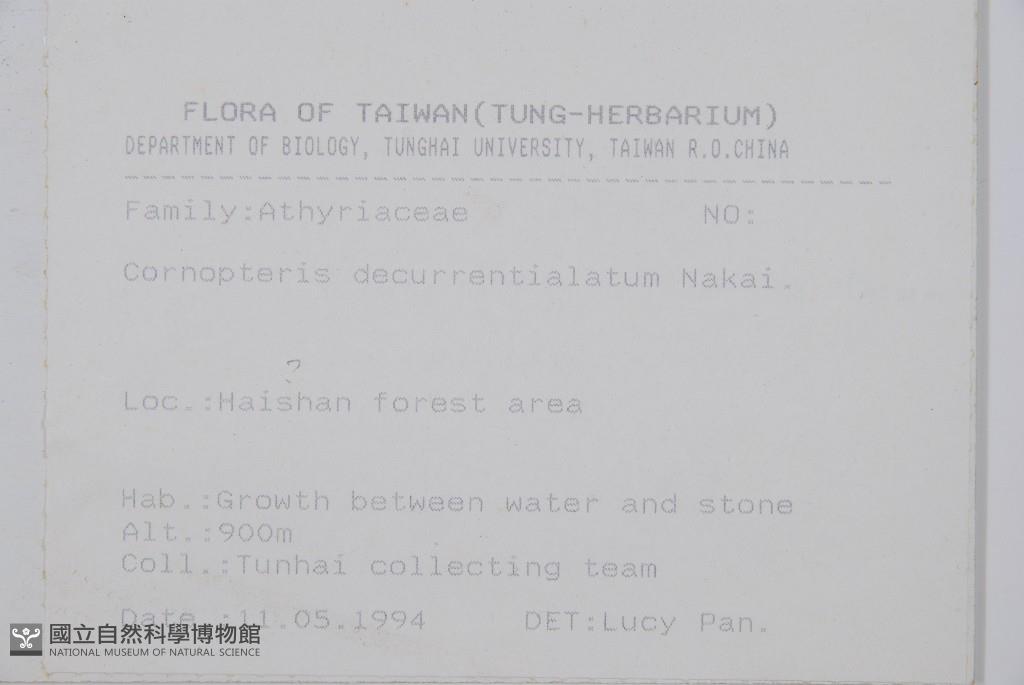 FLORA OF TAIWAN(TUNG-HERBARIUM)
DEPARTMENT OF BIOLOGY, TUNGHAI UNIVERSITY, TAIWAN R.O.CHINA
Family:Athyriaceae NO:
Cornopteris decurrentialatum Nakai.
?
Loc.:Haishan forest area
Hab.:Growth between water and stone
Alt.:900m
Coll.:Tunhai collecting team
Date.:11.05.1994 DET:Lucy Pan.
國立自然科學博物館
NATIONAL MUSEUM OF NATURAL SCIENCE